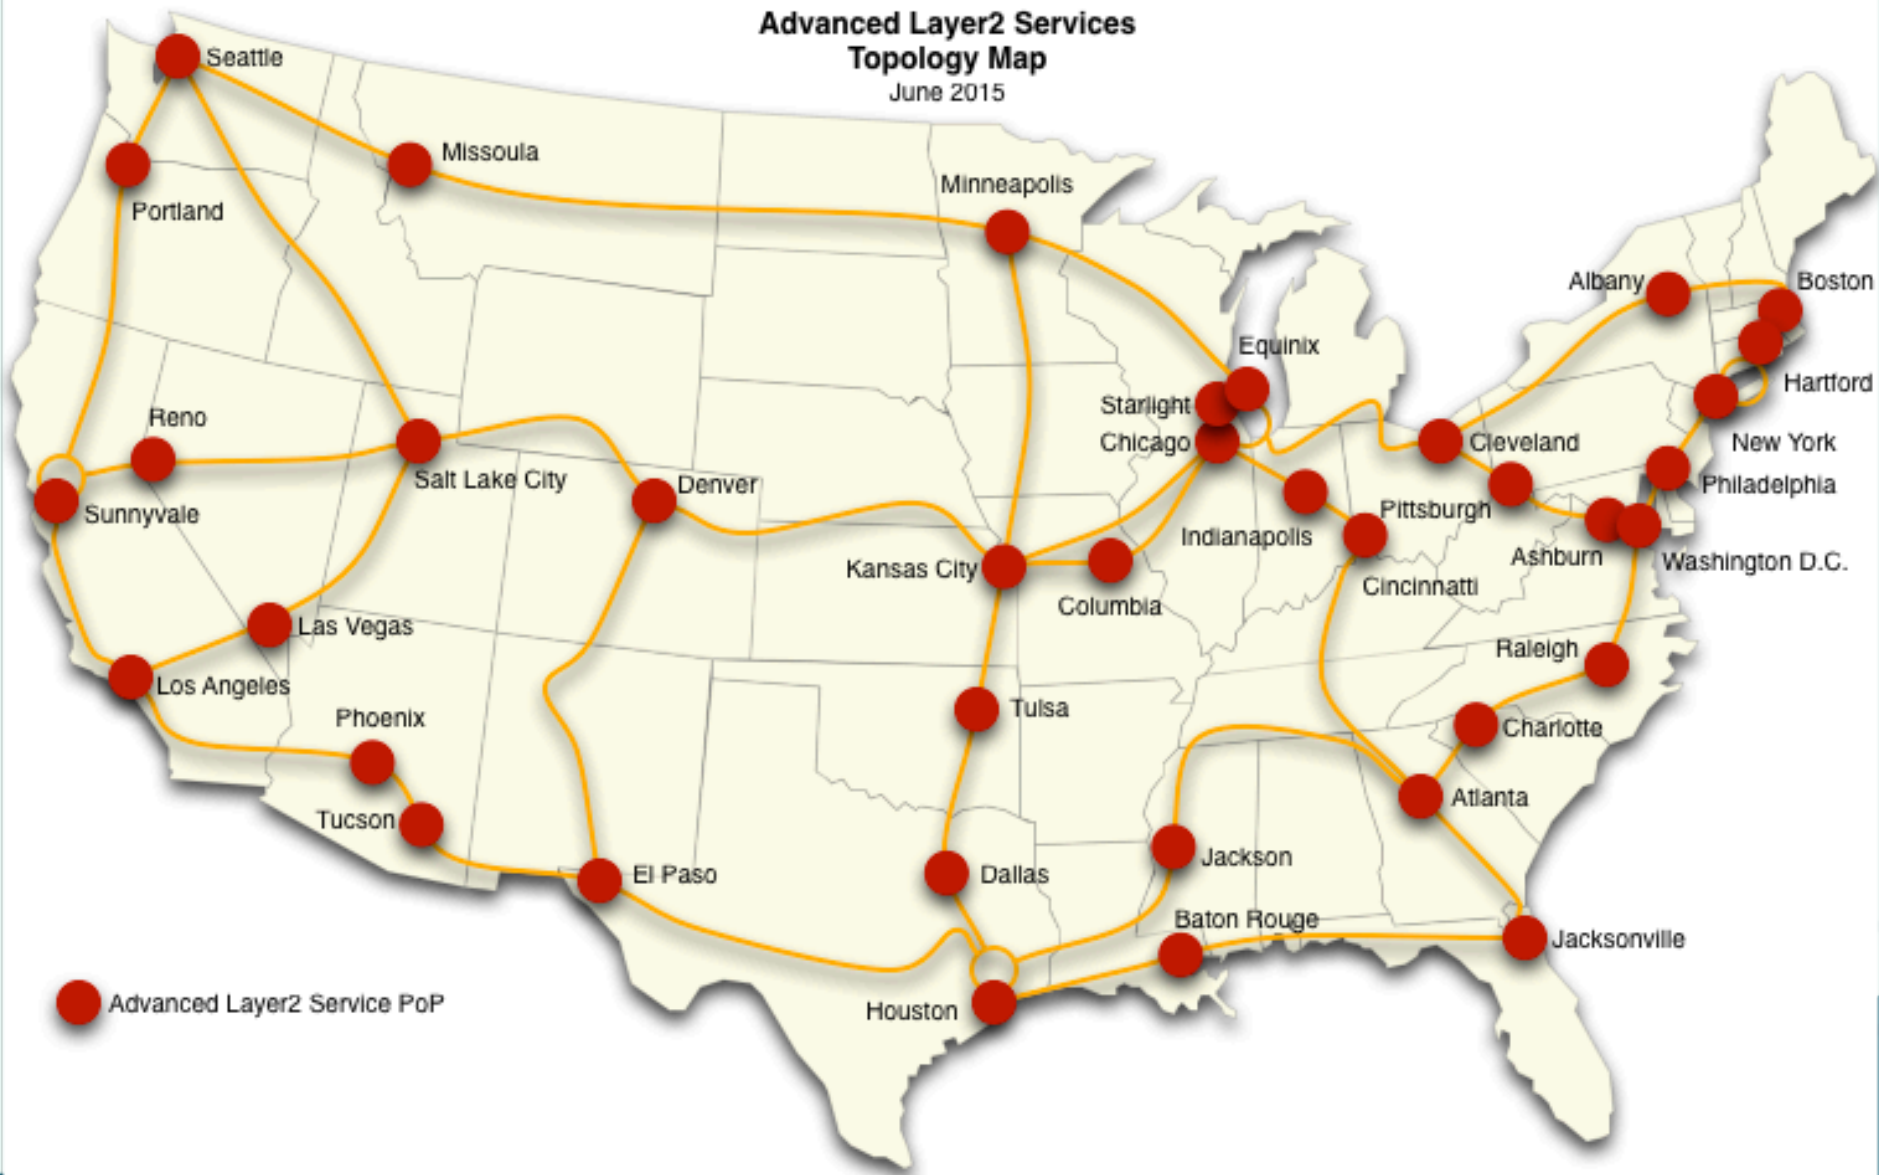 Advanced Layer2 Services
Topology Map
June 2015
Seattle
Missoula
Portland
Minneapolis
Albany
Boston
Equinix
Hartford
Starlight
Chicago
Cleveland
New York
Reno
Salt Lake City
Denver
Philadelphia
Sunnyvale
Pittsburgh
Indianapolis
Ashburn
Washington D.C.
Kansas City
Columbia
Cincinnatti
Las Vegas
Raleigh
Los Angeles
Phoenix
Tulsa
Charlotte
Tucson
Atlanta
El Paso
Dallas
Jackson
Baton Rouge
Jacksonville
Houston
Advanced Layer2 Service PoP